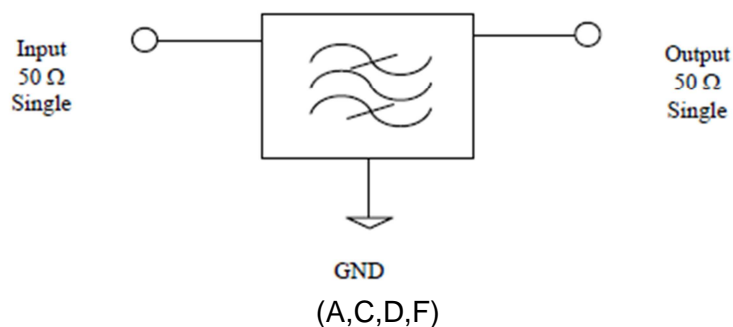 Input
50 Ω
Single
Output
50 Ω
Single
GND
(A,C,D,F)